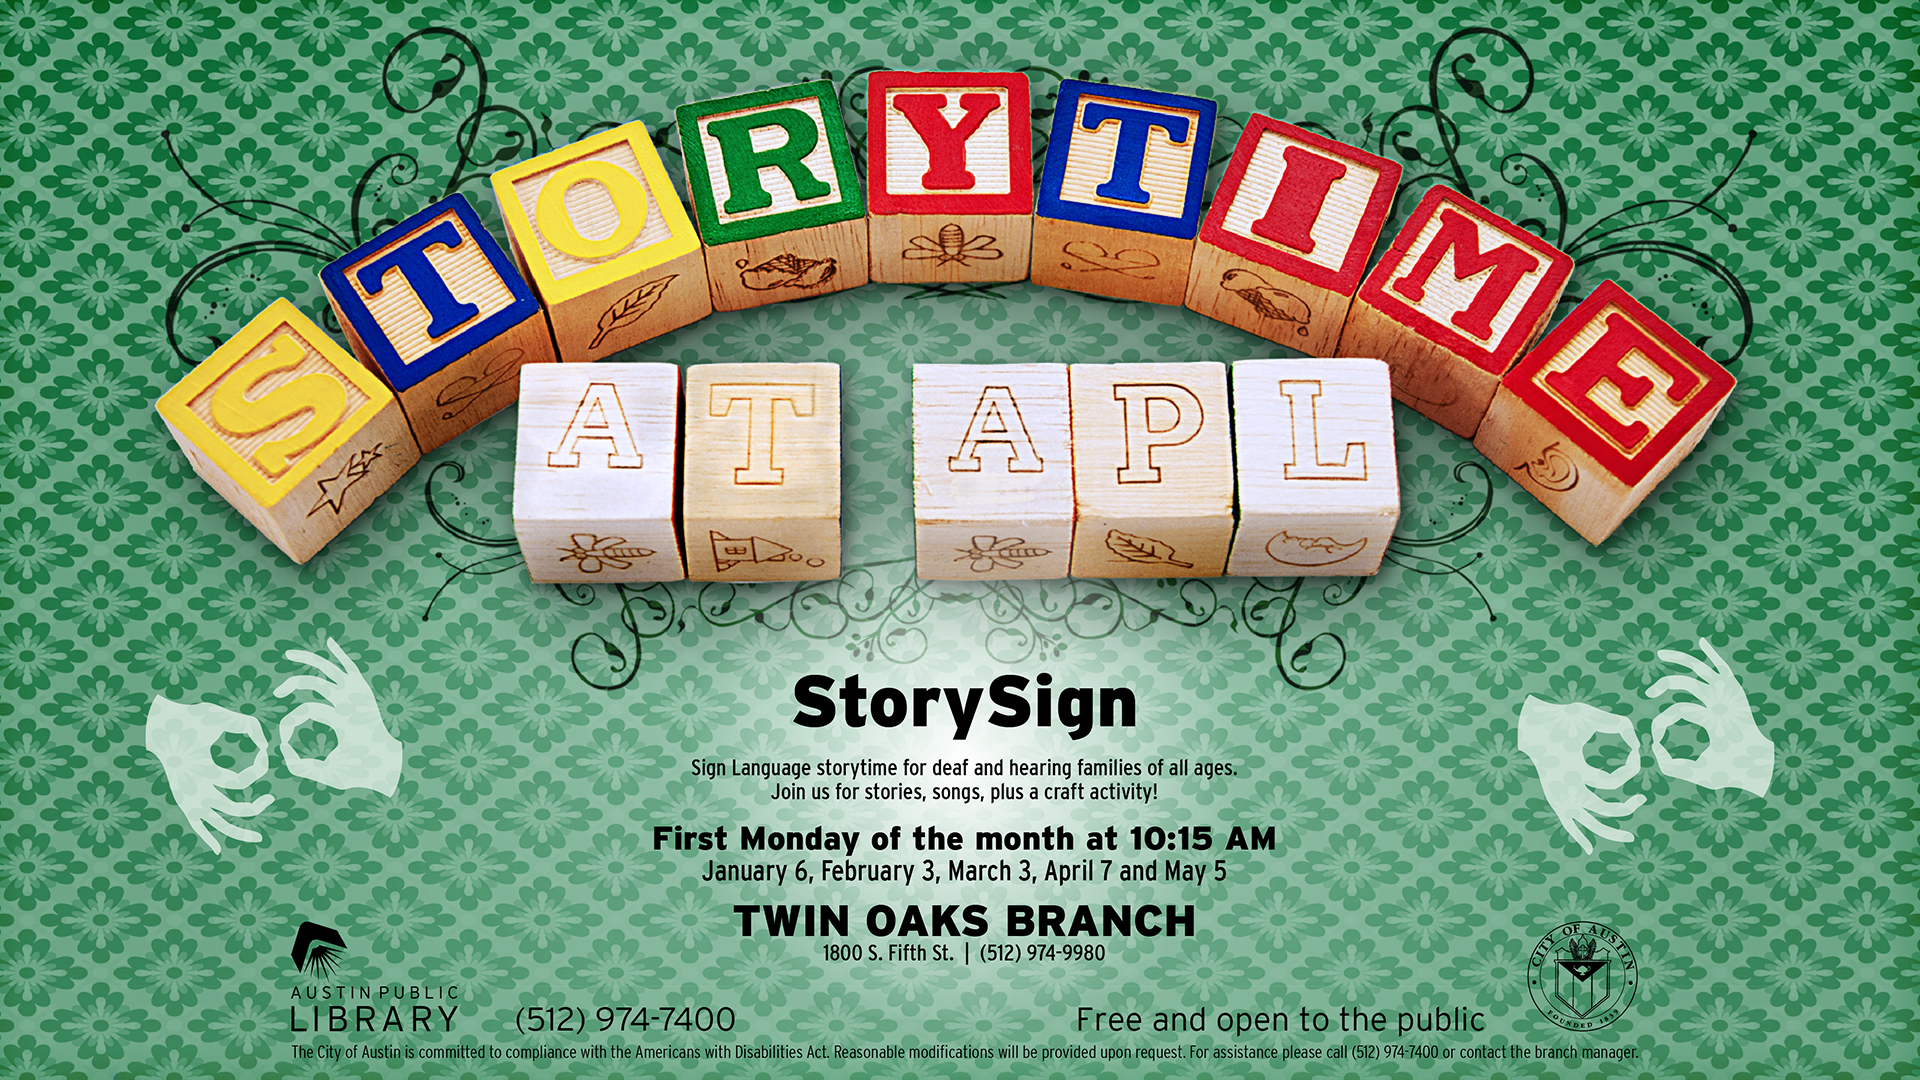 STORYTIME
AT APL
StorySign
Sign Language storytime for deaf and hearing families of all ages.
Join us for stories, songs, plus a craft activity!
First Monday of the month at 10:15 AM
January 6, February 3, March 3, April 7 and May 5
TWIN OAKS BRANCH
1800 S. Fifth St. | (512) 974-9980
AUSTIN PUBLIC
LIBRARY
(512) 974-7400
Free and open to the public
CITY OF AUSTIN
FOUNDED 1839
The City of Austin is committed to compliance with the Americans with Disabilities Act. Reasonable modifications will be provided upon request. For assistance please call (512) 974-7400 or contact the branch manager.